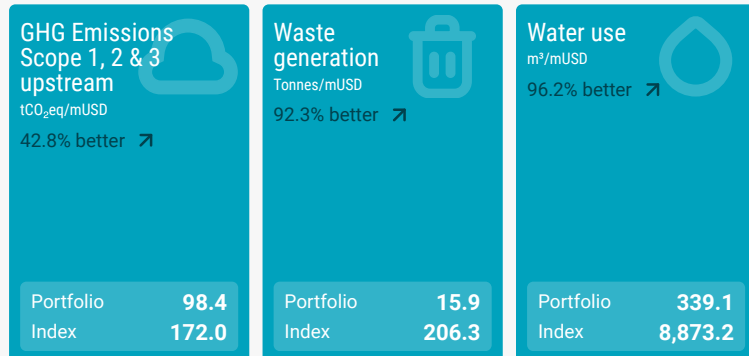 GHG Emissions
Scope 1, 2 & 3
upstream
tCO₂eq/mUSD
42.8% better
Portfolio 98.4
Index 172.0
Waste
generation
Tonnes/mUSD
92.3% better
Portfolio 15.9
Index 206.3
Water use
m³/mUSD
96.2% better
Portfolio 339.1
Index 8,873.2